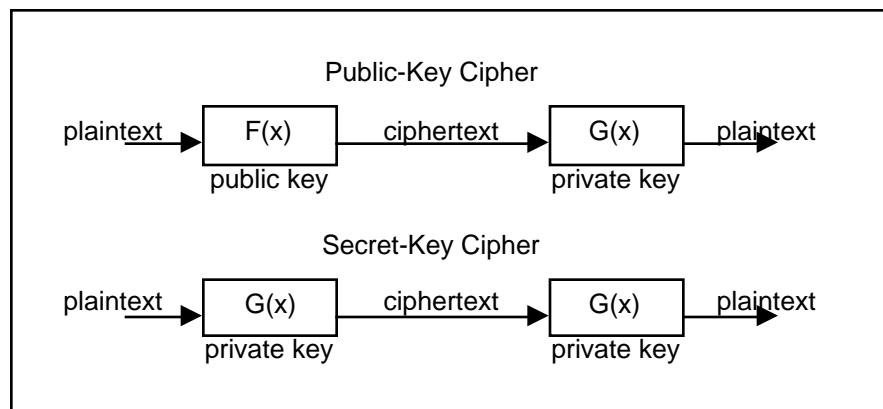 Public-Key Cipher
plaintext F(x) ciphertext G(x) plaintext
public key private key
Secret-Key Cipher
plaintext G(x) ciphertext G(x) plaintext
private key private key